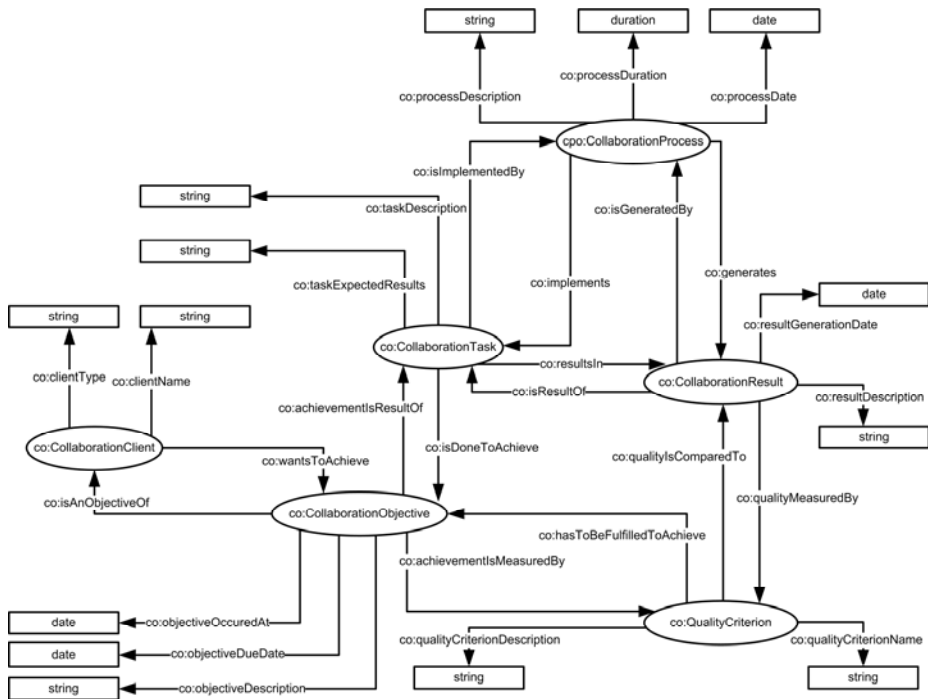 string
duration
date
co:processDuration
co:processDescription
co:processDate
cpo:CollaborationProcess
co:isImplementedBy
string
co:taskDescription
co:isGeneratedBy
string
co:taskExpectedResults
co:implements
co:generates
string
string
date
co:resultGenerationDate
co:CollaborationTask
co:clientType
co:clientName
co:resultsIn
co:CollaborationResult
co:isResultOf
co:resultDescription
co:achievementIsResultOf
string
co:CollaborationClient
co:isDoneToAchieve
co:wantsToAchieve
co:qualityIsComparedTo
co:isAnObjectiveOf
co:qualityMeasuredBy
co:CollaborationObjective
co:hasToBeFulfilledToAchieve
co:achievementIsMeasuredBy
date
co:objectiveOccuredAt
co:QualityCriterion
co:qualityCriterionDescription
co:qualityCriterionName
date
co:objectiveDueDate
string
string
string
co:objectiveDescription